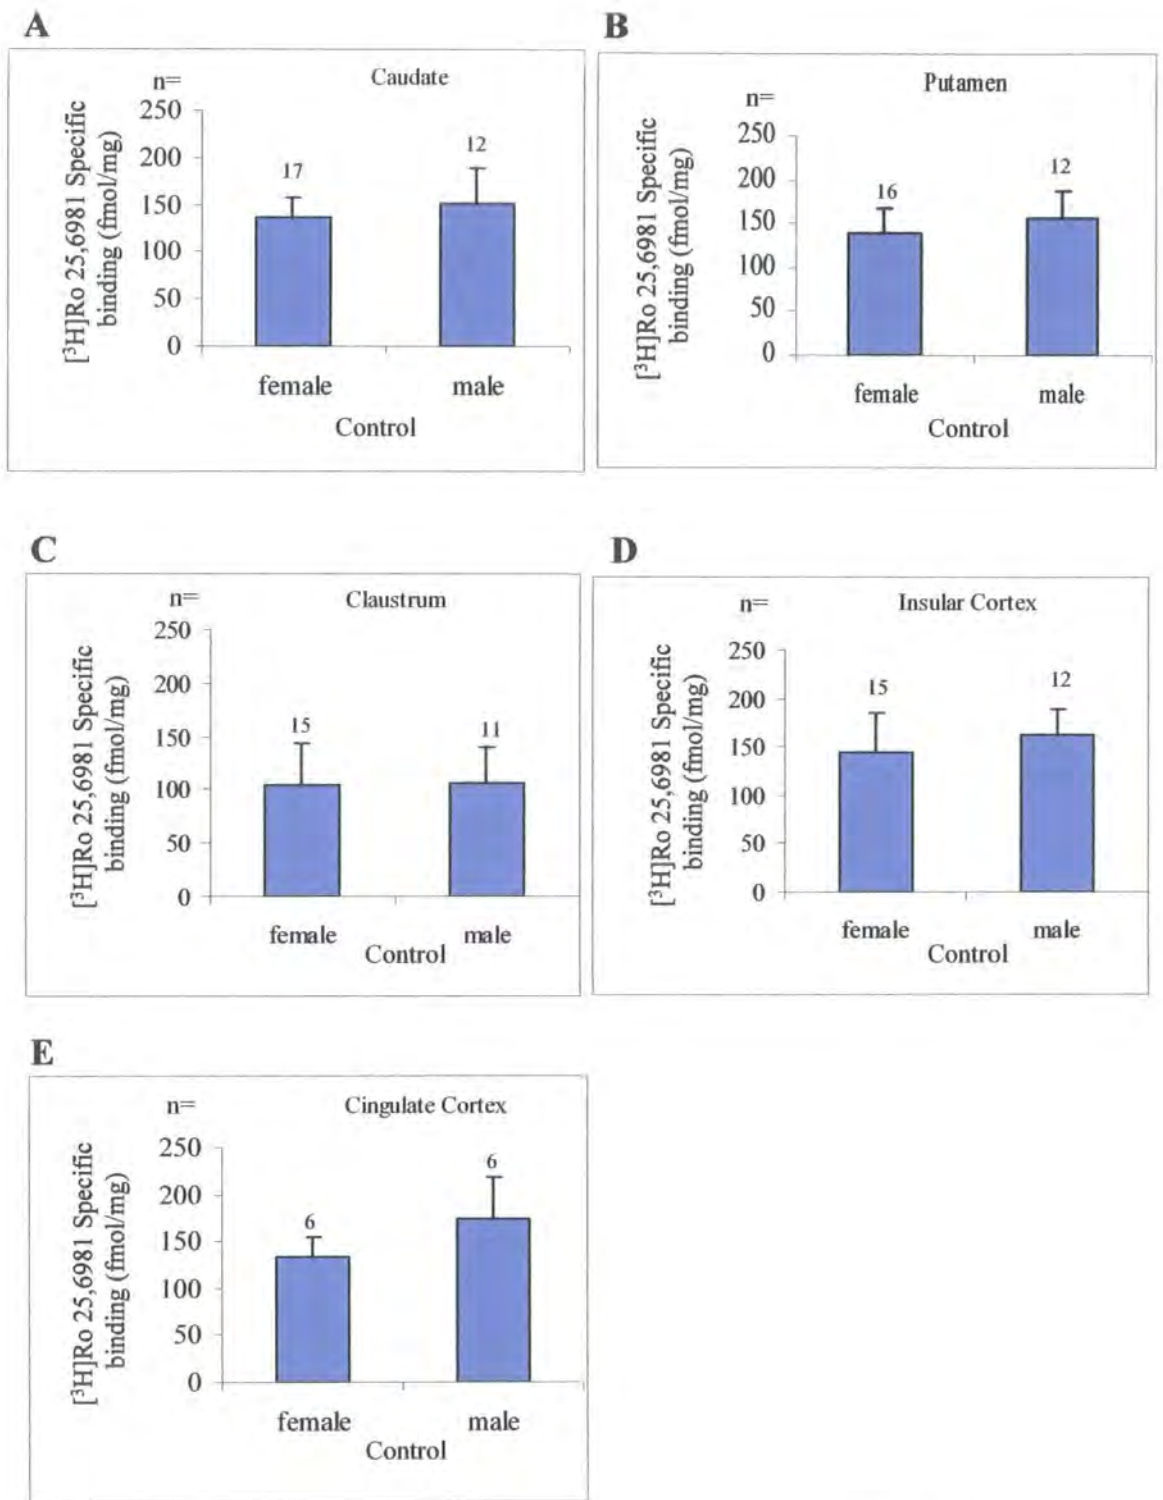 A
n=
Caudate
[³H]Ro 25,6981 Specific
binding (fmol/mg)
250
200
150
100
50
0
17
12
female
male
Control
B
n=
Putamen
[³H]Ro 25,6981 Specific
binding (fmol/mg)
250
200
150
100
50
0
16
12
female
male
Control
C
n=
Claustrum
[³H]Ro 25,6981 Specific
binding (fmol/mg)
250
200
150
100
50
0
15
11
female
male
Control
D
n=
Insular Cortex
[³H]Ro 25,6981 Specific
binding (fmol/mg)
250
200
150
100
50
0
15
12
female
male
Control
E
n=
Cingulate Cortex
[³H]Ro 25,6981 Specific
binding (fmol/mg)
250
200
150
100
50
0
6
6
female
male
Control